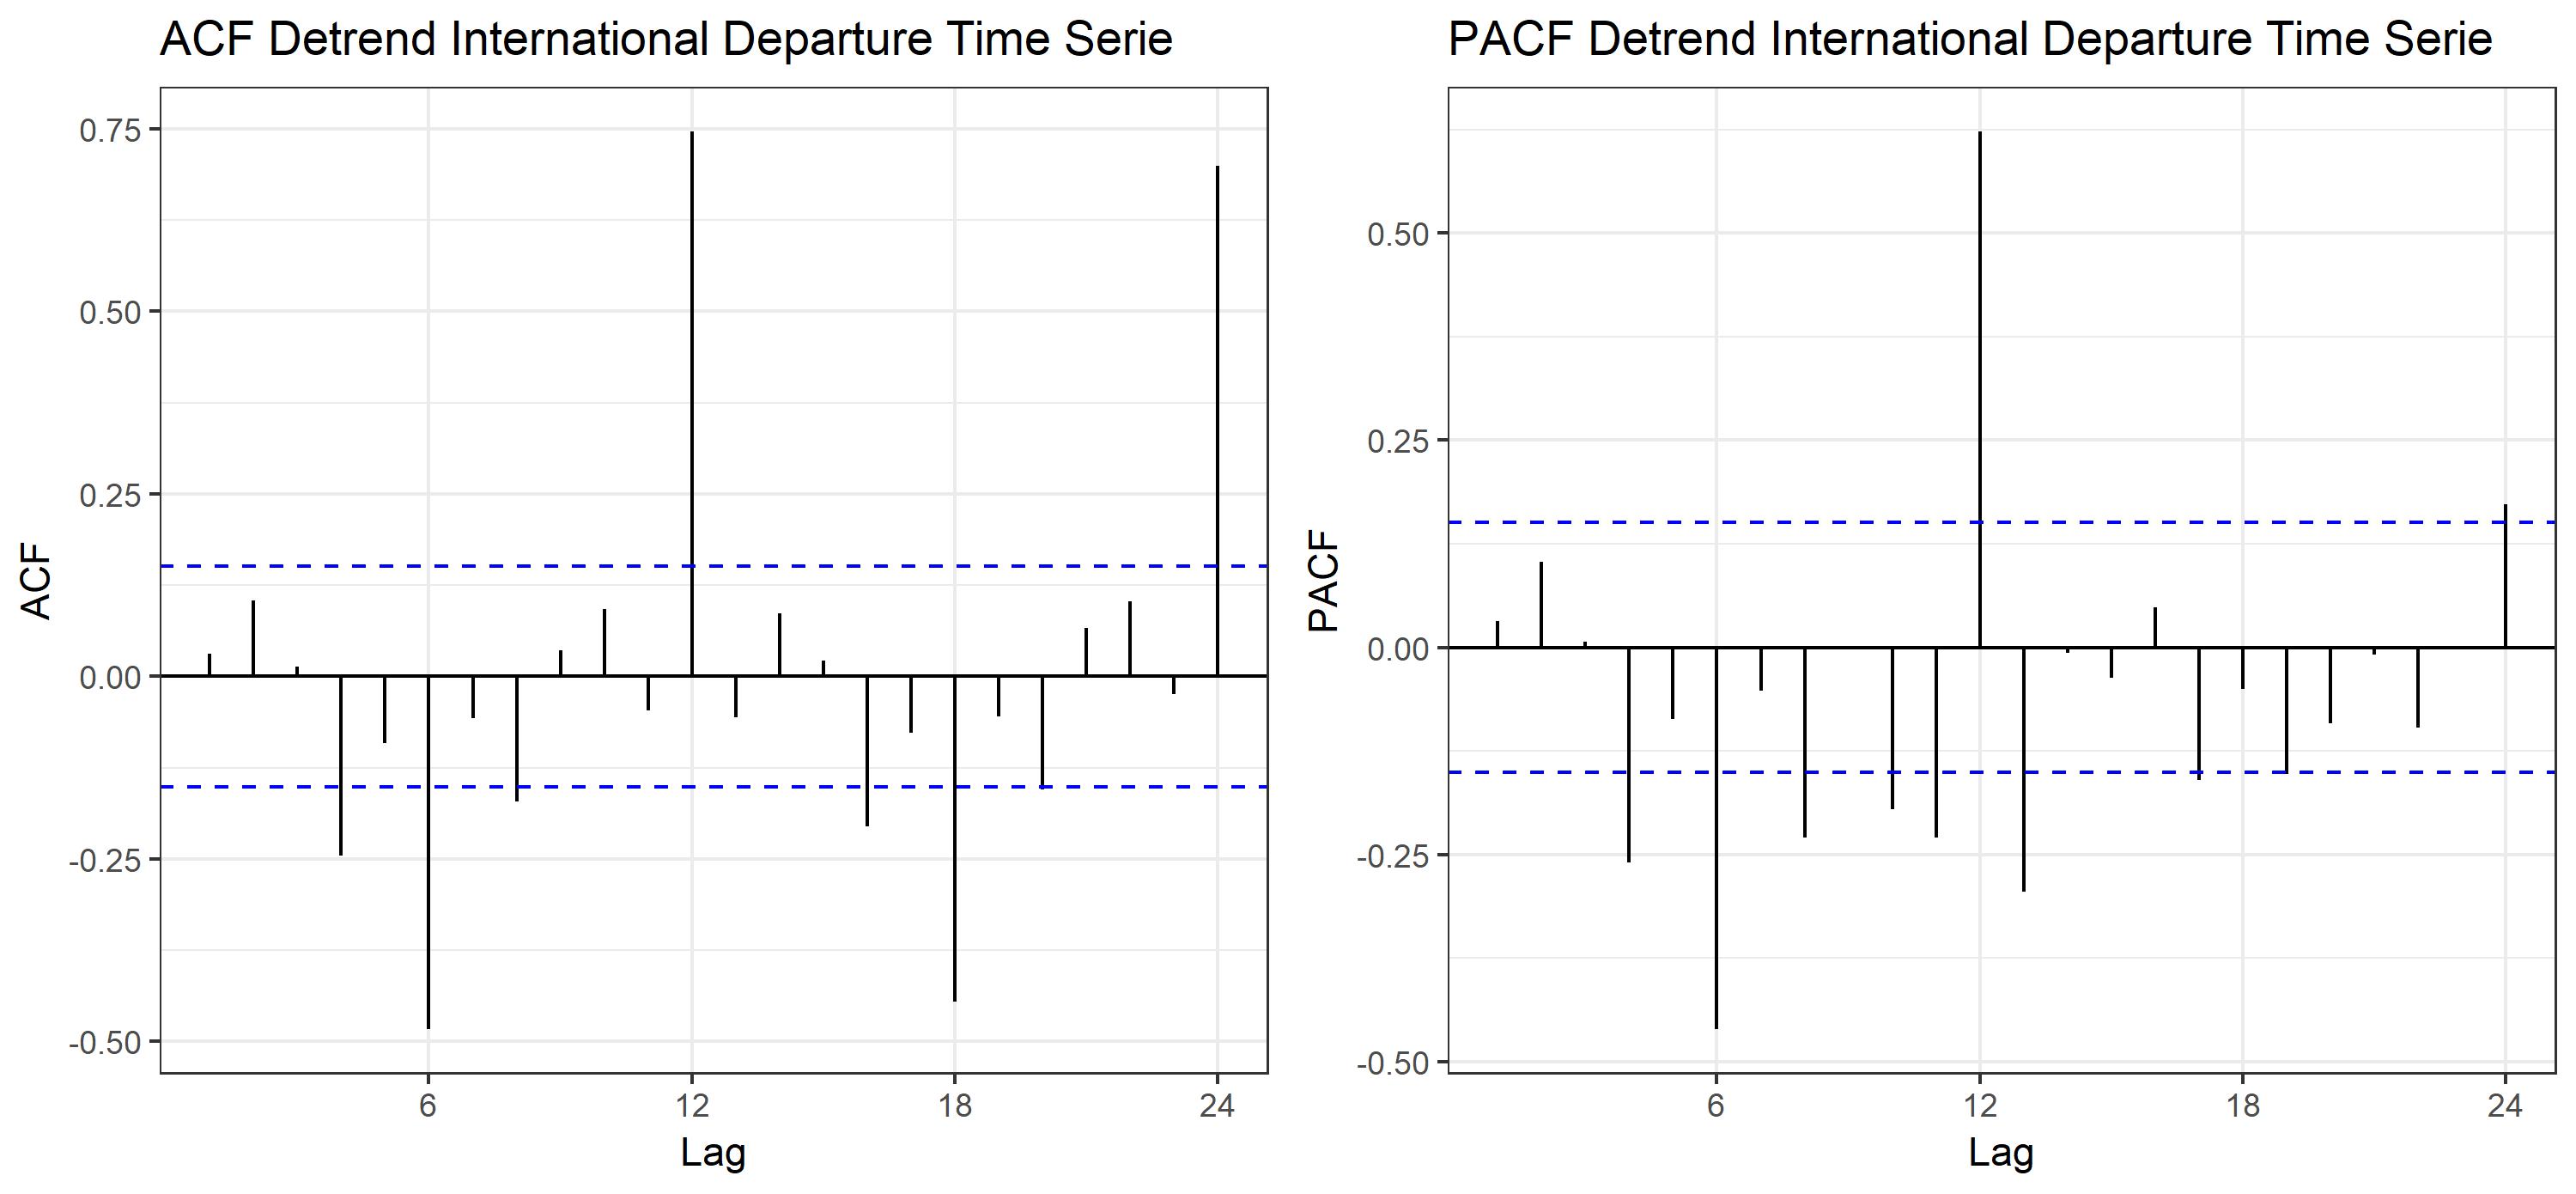 ACF Detrend International Departure Time Serie
0.75
0.50
0.25
0.00
-0.25
-0.50
ACF
6 12 18 24
Lag
PACF Detrend International Departure Time Serie
0.50
0.25
0.00
-0.25
-0.50
PACF
6 12 18 24
Lag